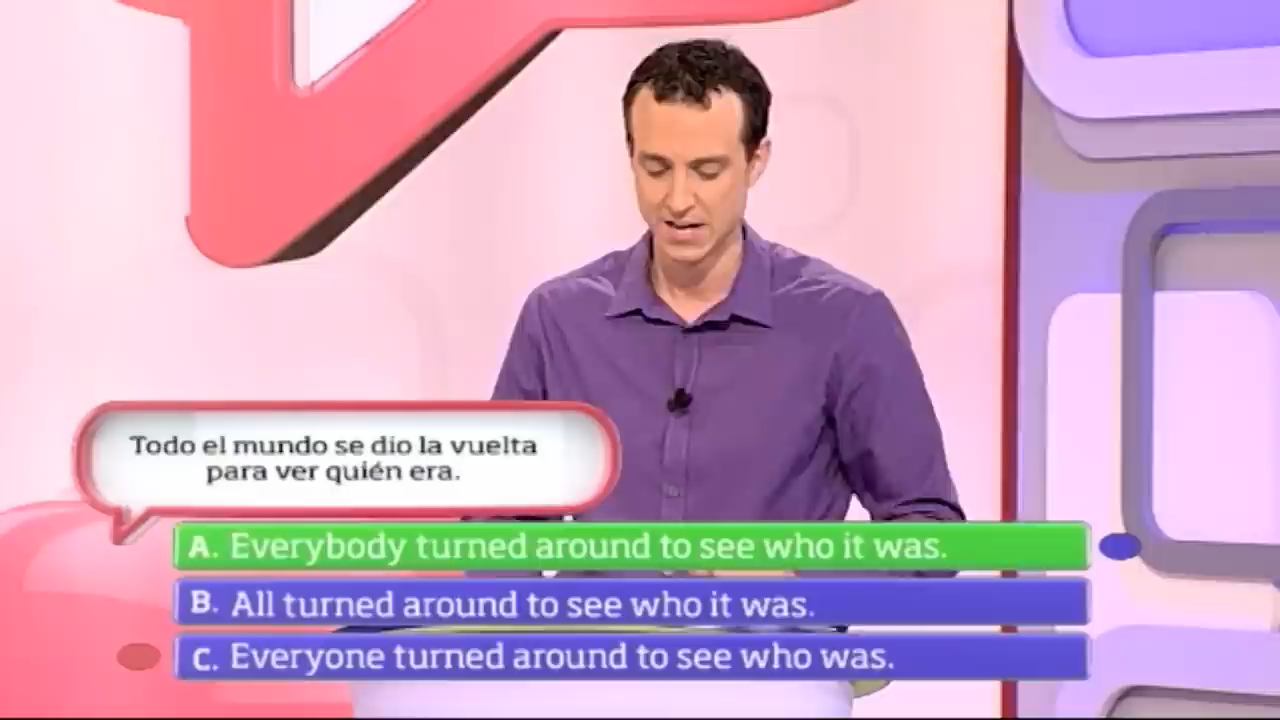 Todo el mundo se dio la vuelta
para ver quién era.
A. Everybody turned around to see who it was.
B. All turned around to see who it was.
C. Everyone turned around to see who was.